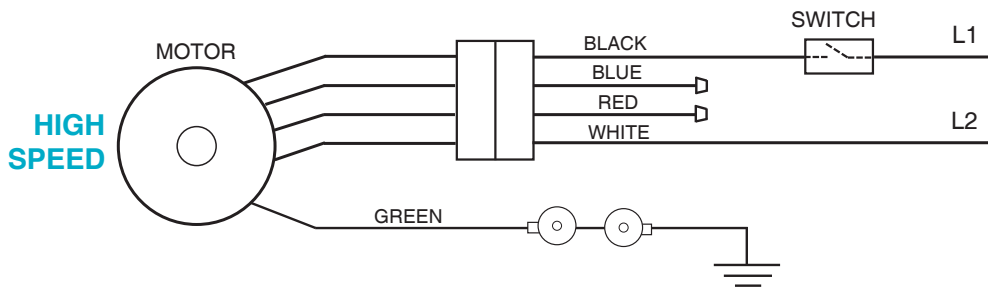 SWITCH
L1
MOTOR
BLACK
BLUE
HIGH
SPEED
RED
WHITE
L2
GREEN